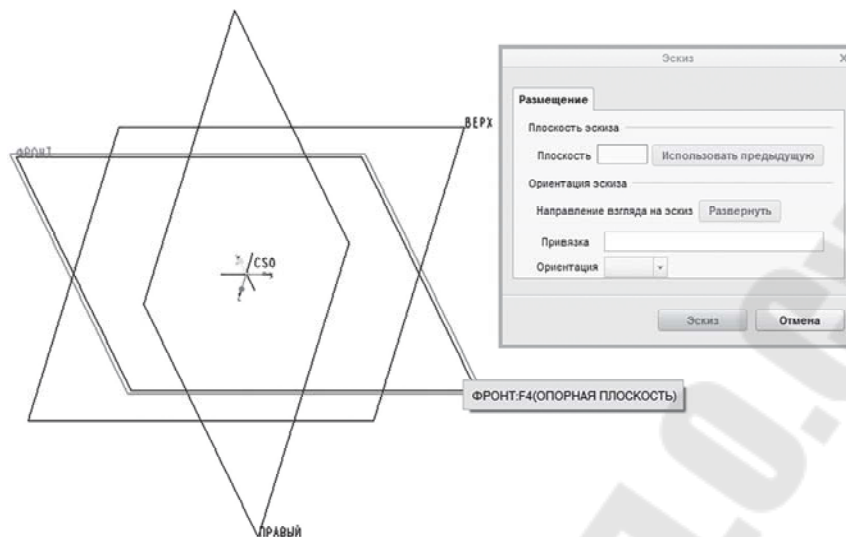 Эскиз
X
Размещение
Плоскость эскиза
Плоскость
Использовать предыдущую
Ориентация эскиза
Направление взгляда на эскиз
Развернуть
Привязка
Ориентация
Эскиз
Отмена
ВЕРХ
ФРОНТ
CS0
ФРОНТ:F4(ОПОРНАЯ ПЛОСКОСТЬ)
ПРАВЫЙ